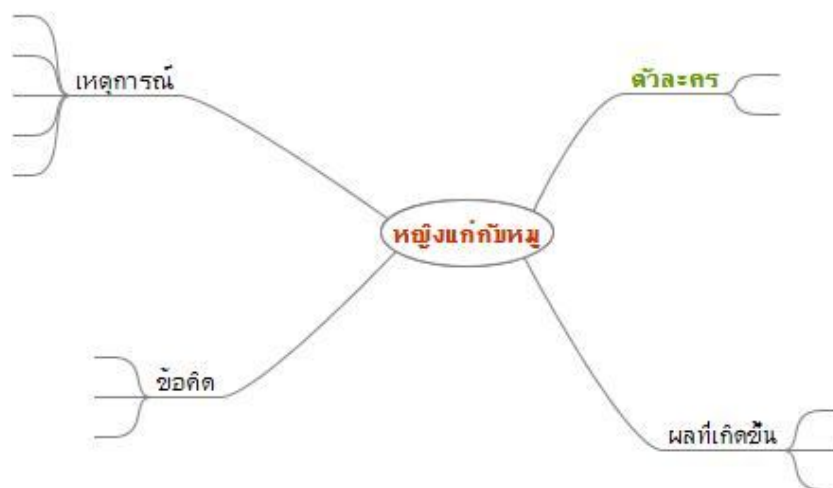 เหตุการณ์
ตัวละคร
หญิงแก่กับหมู
ข้อคิด
ผลที่เกิดขึ้น